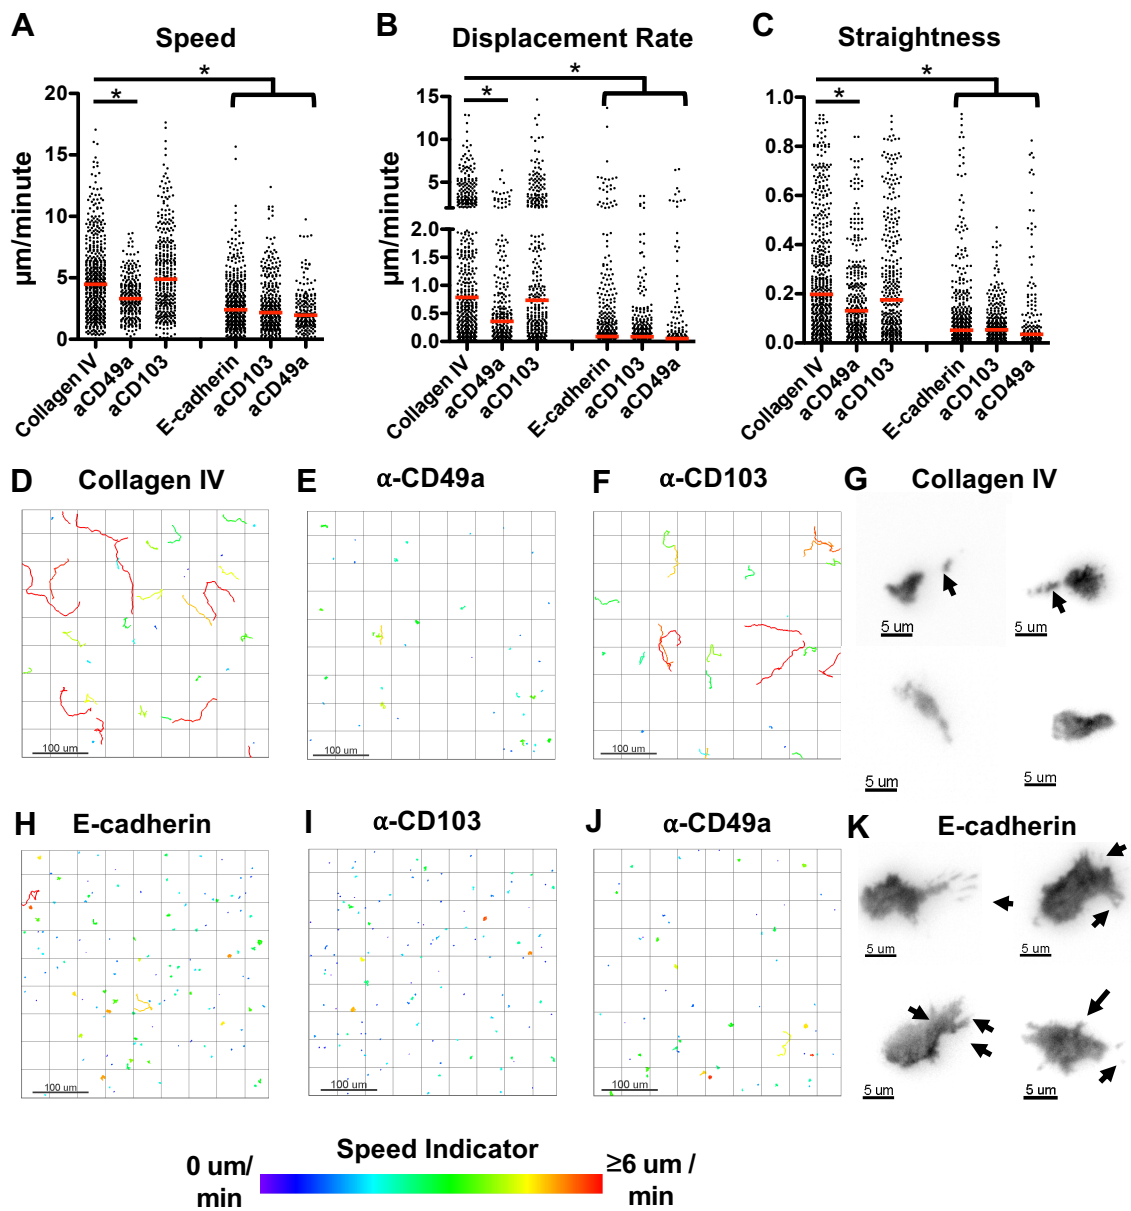 A
Speed
B
Displacement Rate
C
Straightness
*
*
*
*
*
*
20
15
10
5
0
µm/minute
Collagen IV
aCD49a
aCD103
E-cadherin
aCD103
aCD49a
15
10
5
2.0
1.5
1.0
0.5
0.0
µm/minute
Collagen IV
aCD49a
aCD103
E-cadherin
aCD103
aCD49a
1.0
0.8
0.6
0.4
0.2
0.0
Collagen IV
aCD49a
aCD103
E-cadherin
aCD103
aCD49a
D
Collagen IV
E
α-CD49a
F
α-CD103
G
Collagen IV
100 um
100 um
100 um
5 um
5 um
5 um
5 um
H
E-cadherin
I
α-CD103
J
α-CD49a
K
E-cadherin
100 um
100 um
100 um
5 um
5 um
5 um
5 um
Speed Indicator
0 um/
min
≥6 um /
min